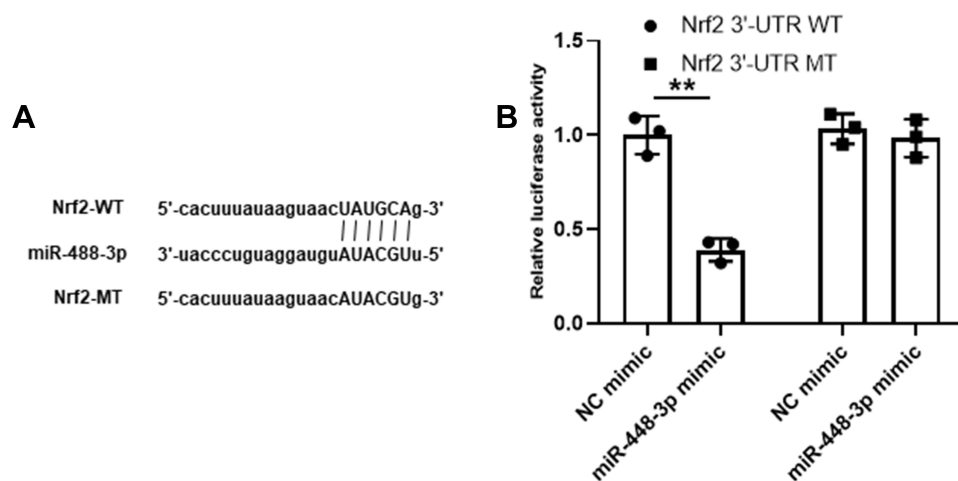 A
Nrf2-WT 5'-cacuuuauaaguaacUAUGCAg-3'
miR-488-3p 3'-uacccuguaggauguAUACGUu-5'
Nrf2-MT 5'-cacuuuauaaguaacAUACGUg-3'
B
Nrf2 3'-UTR WT
Nrf2 3'-UTR MT
**
Relative luciferase activity
1.5
1.0
0.5
0.0
NC mimic
miR-448-3p mimic
NC mimic
miR-448-3p mimic